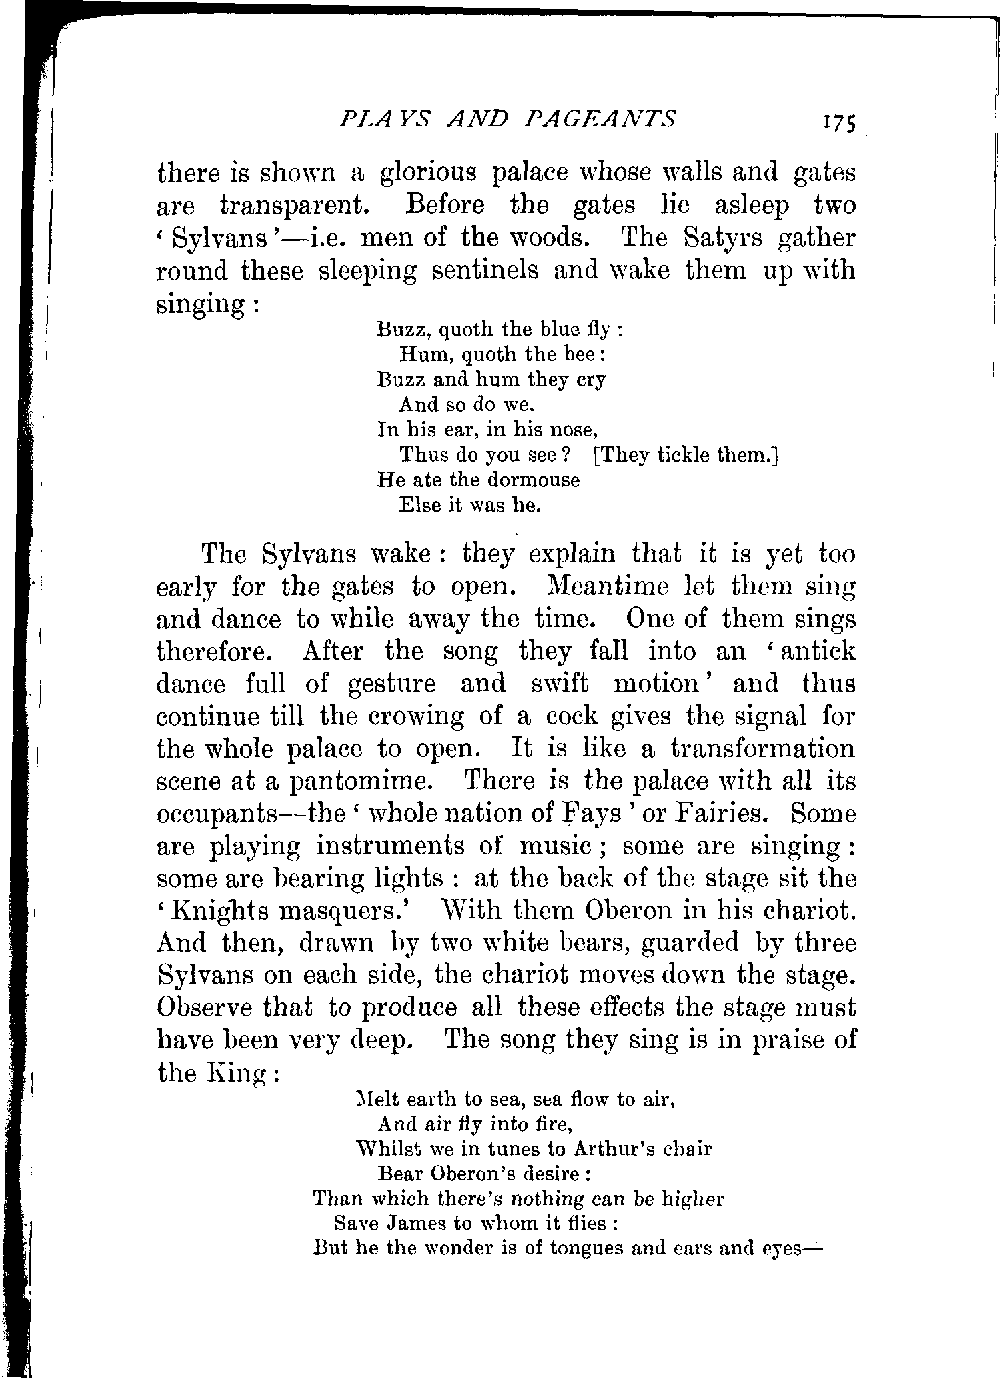 PLAYS AND PAGEANTS 175
there is shown a glorious palace whose walls and gates
are transparent. Before the gates lie asleep two
‘ Sylvans ’—i.e. men of the woods. The Satyrs gather
round these sleeping sentinels and wake them up with
singing :
Buzz, quoth the blue fly :
Hum, quoth the bee :
Buzz and hum they cry
And so do we.
In his ear, in his nose,
Thus do you see ? [They tickle them.]
He ate the dormouse
Else it was he.
The Sylvans wake : they explain that it is yet too
early for the gates to open. Meantime let them sing
and dance to while away the time. One of them sings
therefore. After the song they fall into an ‘ antick
dance full of gesture and swift motion ’ and thus
continue till the crowing of a cock gives the signal for
the whole palace to open. It is like a transformation
scene at a pantomime. There is the palace with all its
occupants—the ‘ whole nation of Fays ’ or Fairies. Some
are playing instruments of music ; some are singing :
some are bearing lights : at the back of the stage sit the
‘ Knights masquers.’ With them Oberon in his chariot.
And then, drawn by two white bears, guarded by three
Sylvans on each side, the chariot moves down the stage.
Observe that to produce all these effects the stage must
have been very deep. The song they sing is in praise of
the King :
Melt earth to sea, sea flow to air,
And air fly into fire,
Whilst we in tunes to Arthur’s chair
Bear Oberon’s desire :
Than which there’s nothing can be higher
Save James to whom it flies :
But he the wonder is of tongues and ears and eyes—